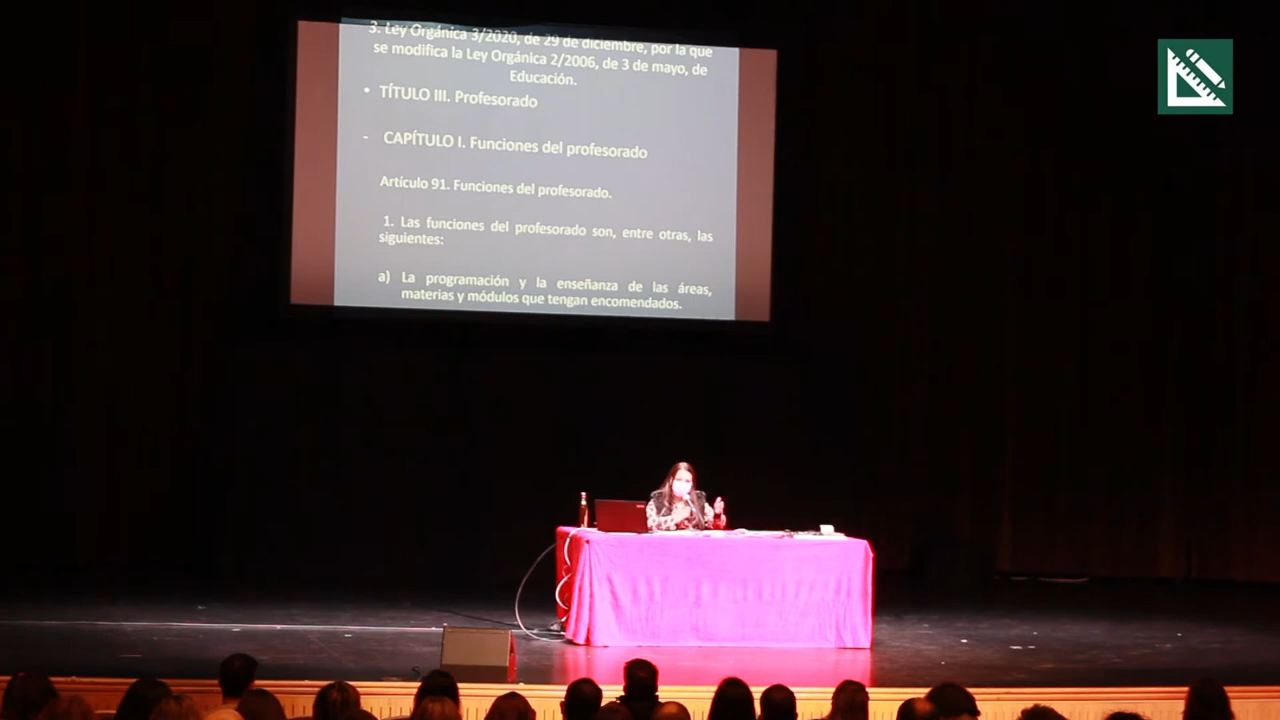 3. Ley Orgánica 3/2020, de 29 de diciembre, por la que
se modifica la Ley Orgánica 2/2006, de 3 de mayo, de
Educación.
• TÍTULO III. Profesorado
- CAPÍTULO I. Funciones del profesorado
Artículo 91. Funciones del profesorado.
1. Las funciones del profesorado son, entre otras, las
siguientes:
a) La programación y la enseñanza de las áreas,
materias y módulos que tengan encomendados.